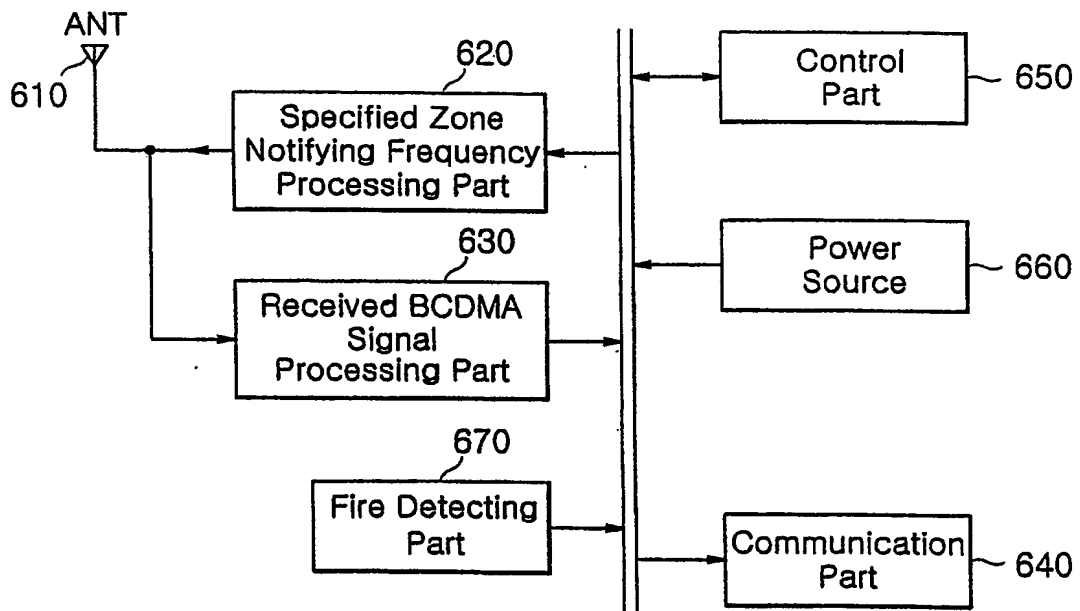 ANT
610
620
Specified Zone
Notifying Frequency
Processing Part
630
Received BCDMA
Signal
Processing Part
670
Fire Detecting
Part
Control
Part
650
Power
Source
660
Communication
Part
640